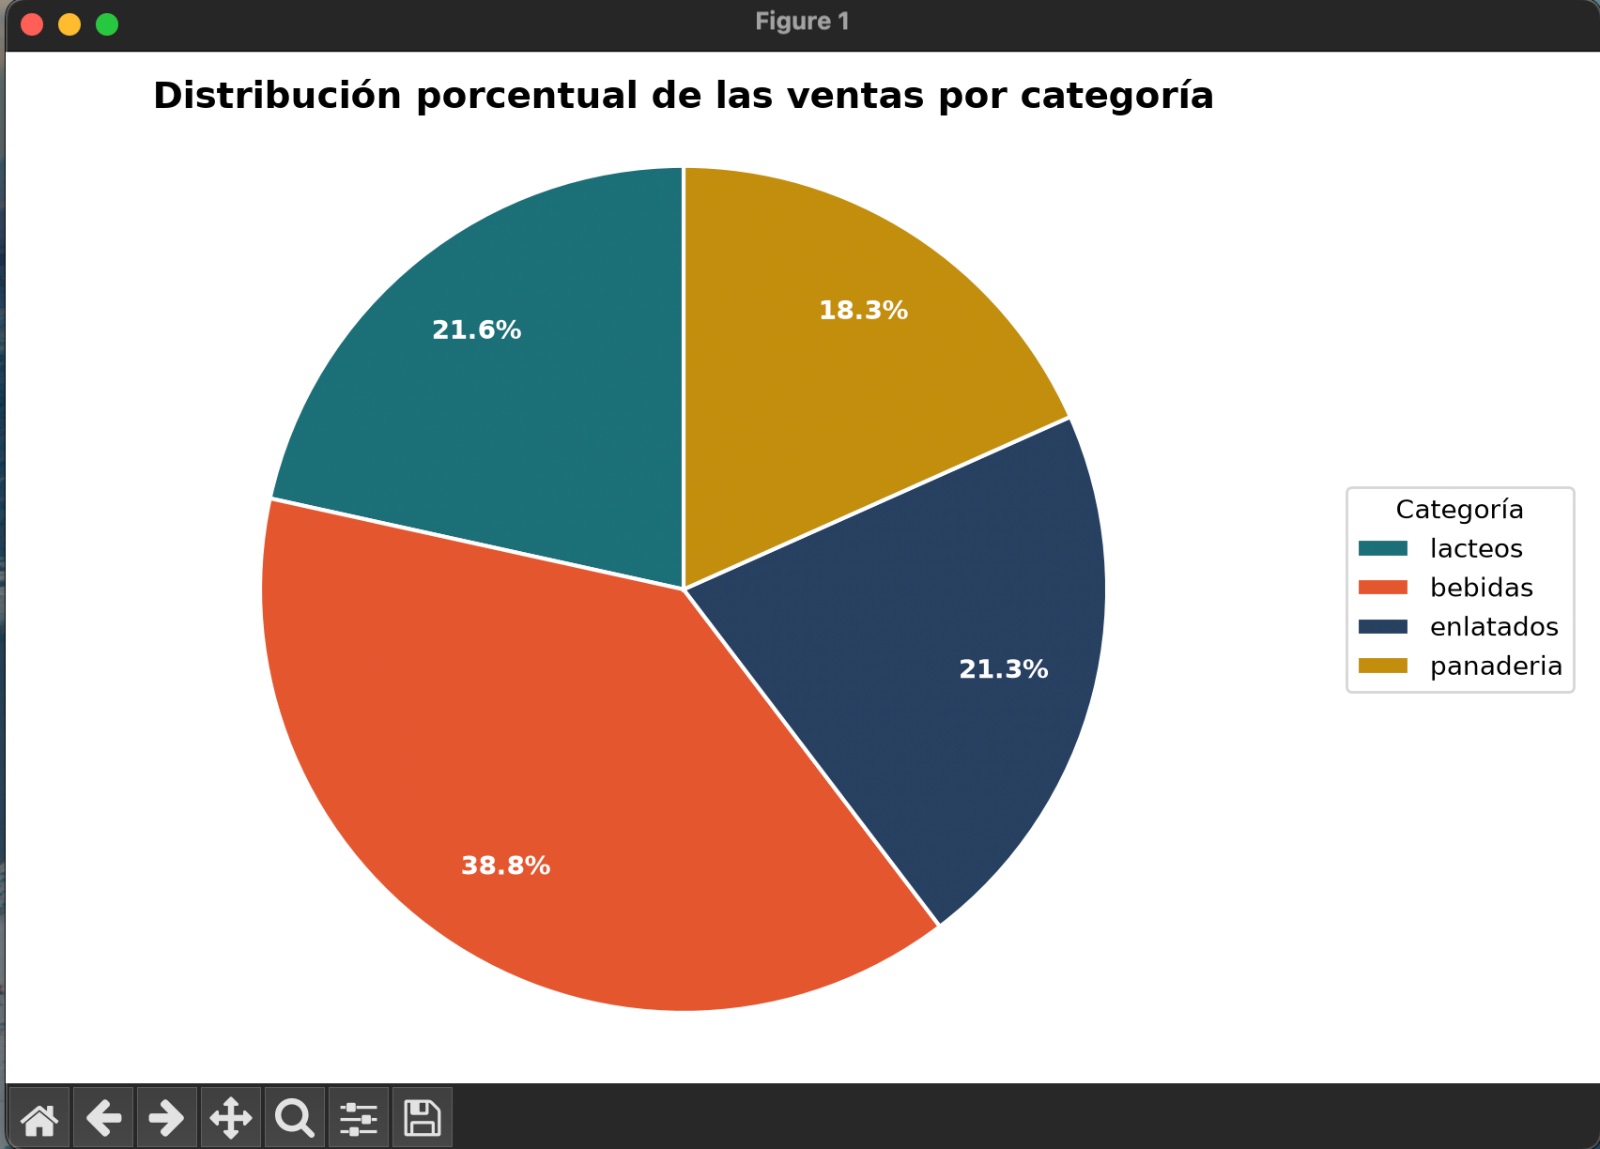 Figure 1
Distribución porcentual de las ventas por categoría
18.3%
21.6%
21.3%
38.8%
Categoría
lacteos
bebidas
enlatados
panaderia